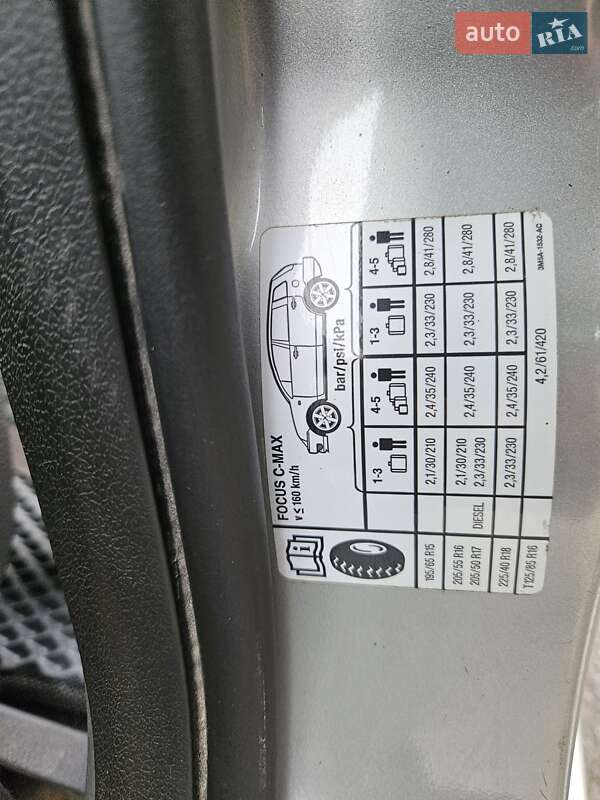 auto RIA.com
FOCUS C-MAX
v ≤ 160 km/h
bar/psi/kPa
1-3 4-5 1-3 4-5
195/65 R15 2,1/30/210 2,4/35/240 2,3/33/230 2,8/41/280
205/55 R16 DIESEL 2,1/30/210 2,4/35/240 2,3/33/230 2,8/41/280
205/50 R17 2,3/33/230
225/40 R18 2,3/33/230 2,4/35/240 2,3/33/230 2,8/41/280
T125/85 R16 4,2/61/420
3M5A-1532-AC